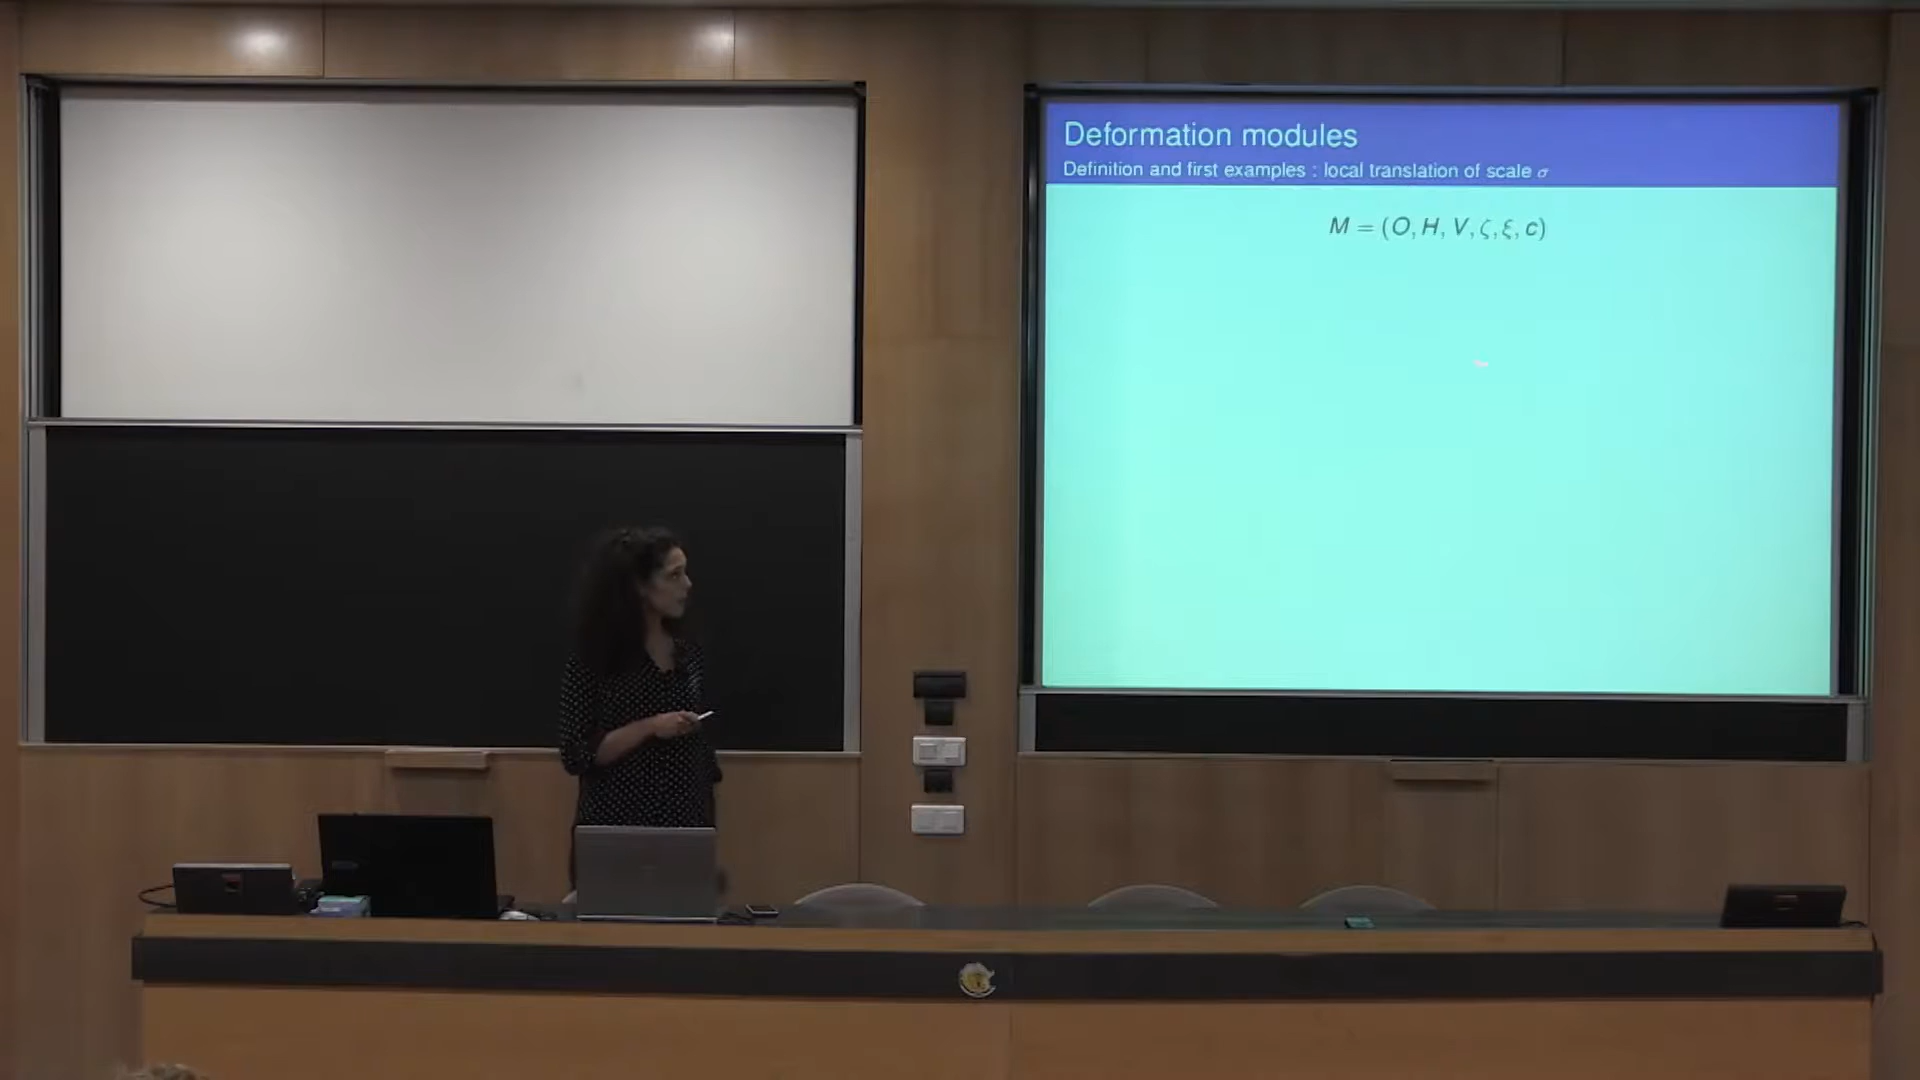 Deformation modules
Definition and first examples : local translation of scale σ
M = (O, H, V, ζ, ξ, c)